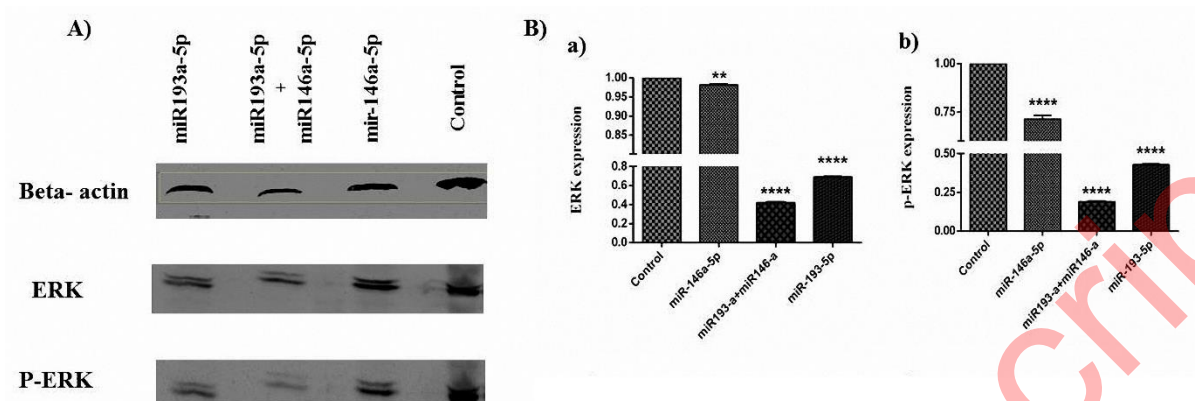 A)
miR193a-5p
miR193a-5p
+
miR146a-5p
mir-146a-5p
Control
Beta- actin
ERK
P-ERK
B)
a)
ERK expression
1.00
0.95
0.90
0.85
0.8
0.6
0.4
0.2
0.0
**
****
****
Control
miR-146a-5p
miR193-a+miR146-a
miR-193-5p
b)
p-ERK expression
1.00
0.75
0.50
0.25
0.00
****
****
****
Control
miR-146a-5p
miR193-a+miR146-a
miR-193-5p
crip